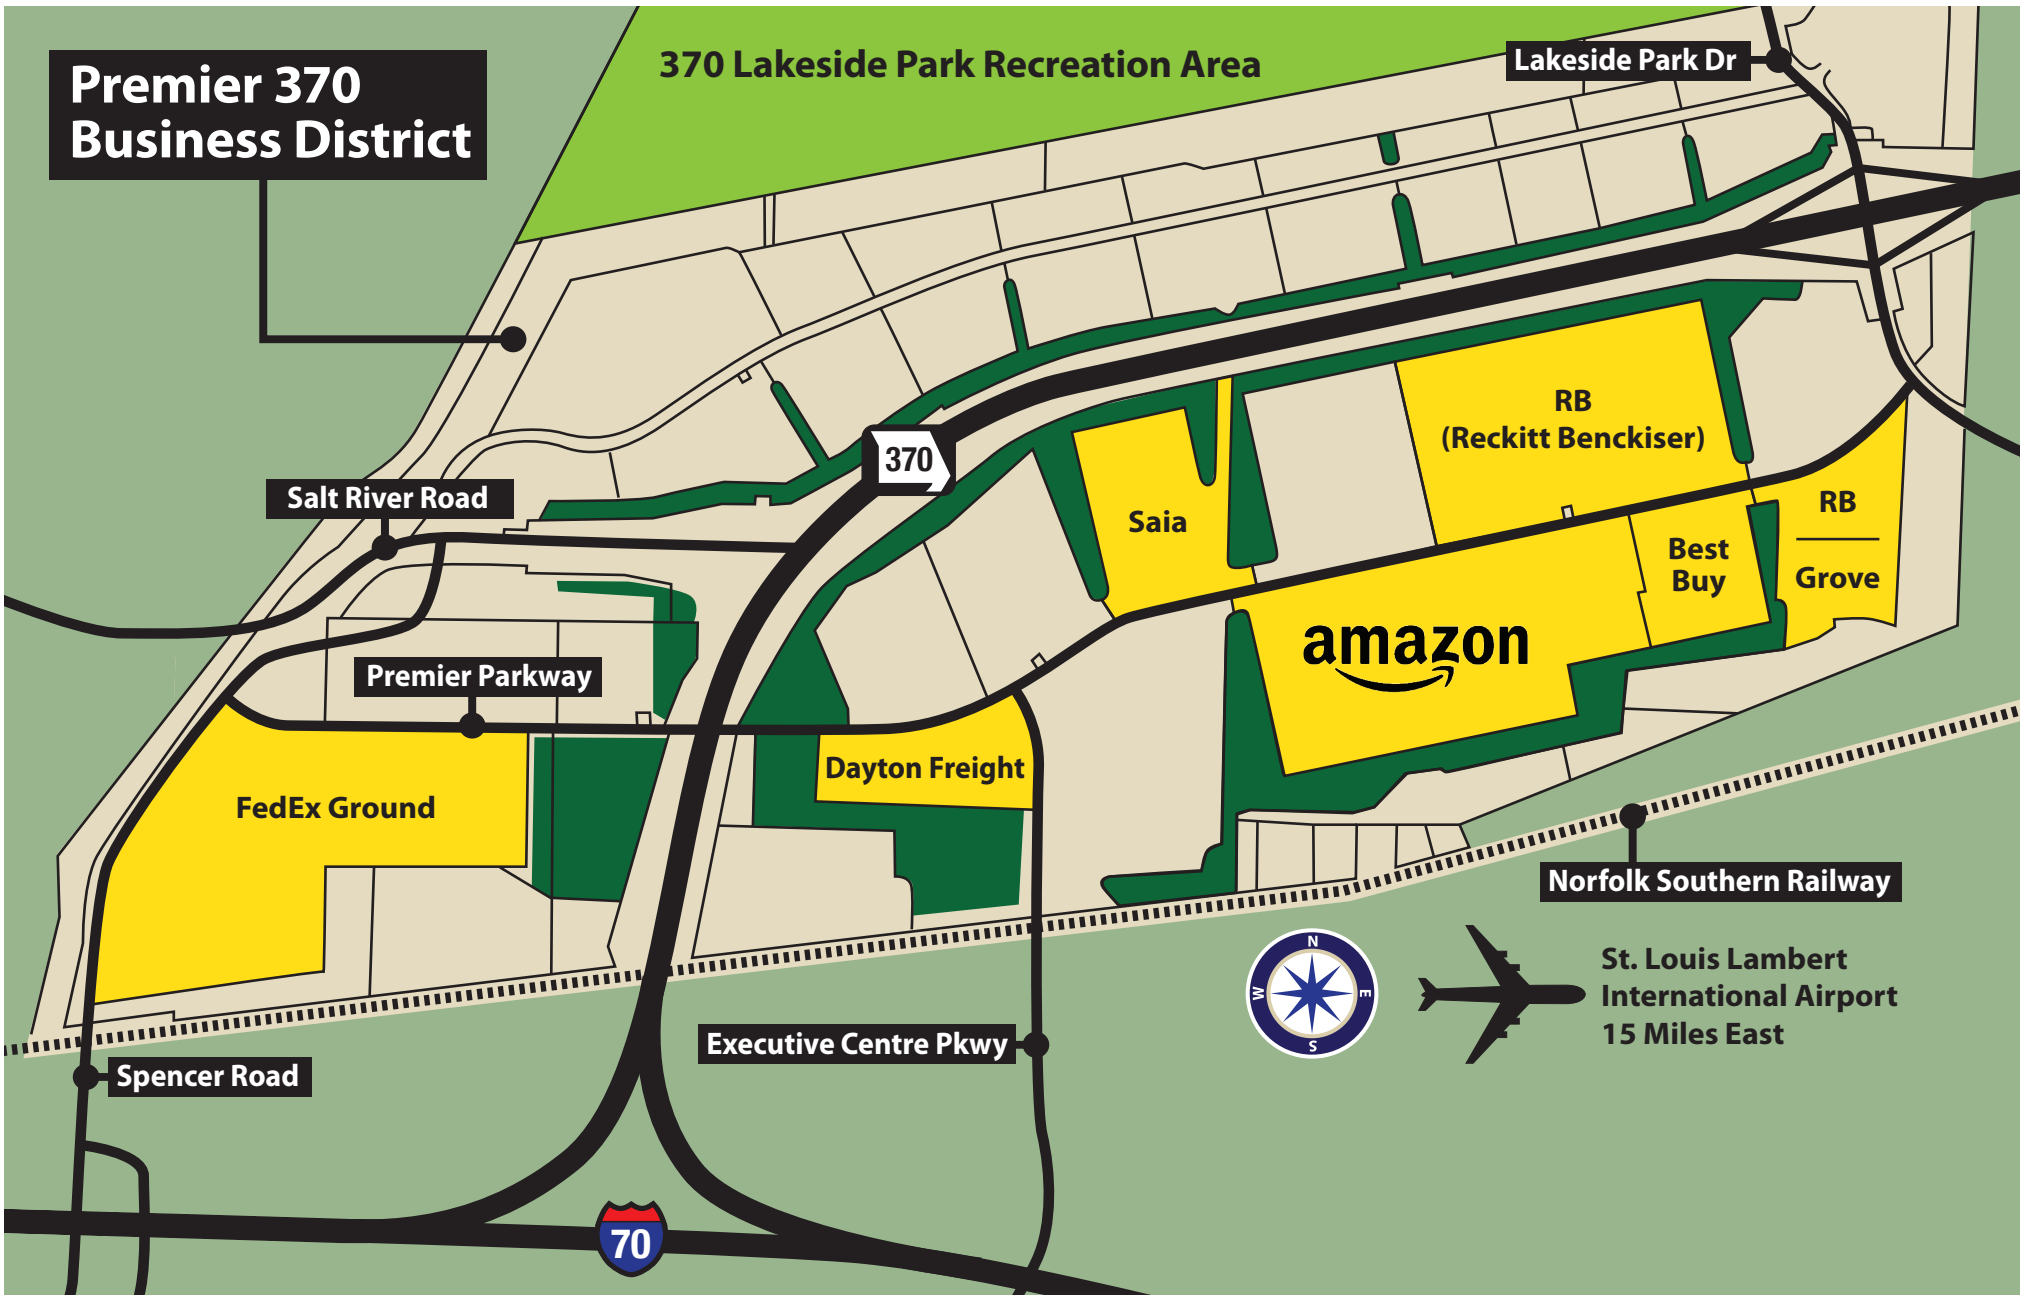 Premier 370
Business District
370 Lakeside Park Recreation Area
Lakeside Park Dr
370
RB
(Reckitt Benckiser)
Salt River Road
Saia
RB
Grove
Best
Buy
amazon
Premier Parkway
Dayton Freight
FedEx Ground
Norfolk Southern Railway
N
W
E
S
St. Louis Lambert
International Airport
15 Miles East
Executive Centre Pkwy
Spencer Road
70